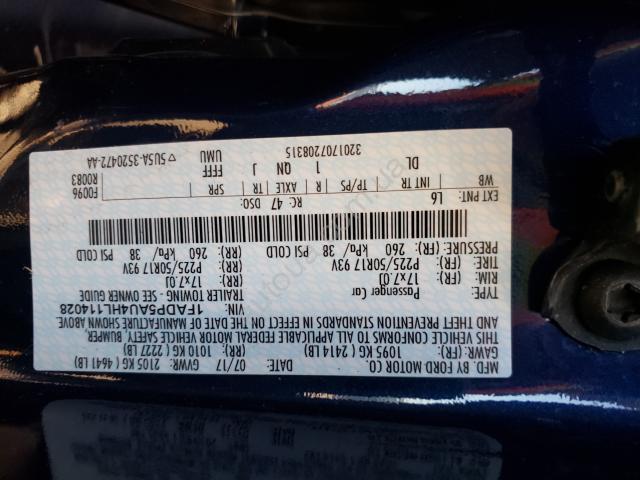 MFD. BY FORD MOTOR CO.
DATE: 07/17 GVWR: 2105 KG ( 4641 LB)
GAWR: (FR): 1095 KG ( 2414 LB) (RR): 1010 KG ( 2227 LB)
THIS VEHICLE CONFORMS TO ALL APPLICABLE FEDERAL MOTOR VEHICLE SAFETY, BUMPER,
AND THEFT PREVENTION STANDARDS IN EFFECT ON THE DATE OF MANUFACTURE SHOWN ABOVE
VIN: 1FADP5AU4HL114028
TYPE: Passenger Car TRAILER TOWING - SEE OWNER GUIDE
RIM: 17x7.0J 17x7.0J
TIRE: (FR): P225/50R17 93V (RR): P225/50R17 93V
PRESSURE: (FR): 260 kPa/ 38 PSI COLD (RR): 260 kPa/ 38 PSI COLD
EXT PNT: L6 RC: 47 DSO:
WB INT TR TP/PS R AXLE TR SPR F0096
R0083
DL 1 QN J FFFF UMU
320170720831S 5U5A-3520472-AA